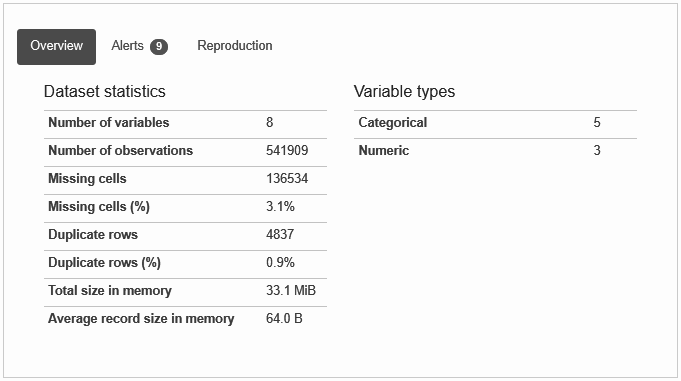 Overview Alerts 9 Reproduction
Dataset statistics
Number of variables 8
Number of observations 541909
Missing cells 136534
Missing cells (%) 3.1%
Duplicate rows 4837
Duplicate rows (%) 0.9%
Total size in memory 33.1 MiB
Average record size in memory 64.0 B
Variable types
Categorical 5
Numeric 3